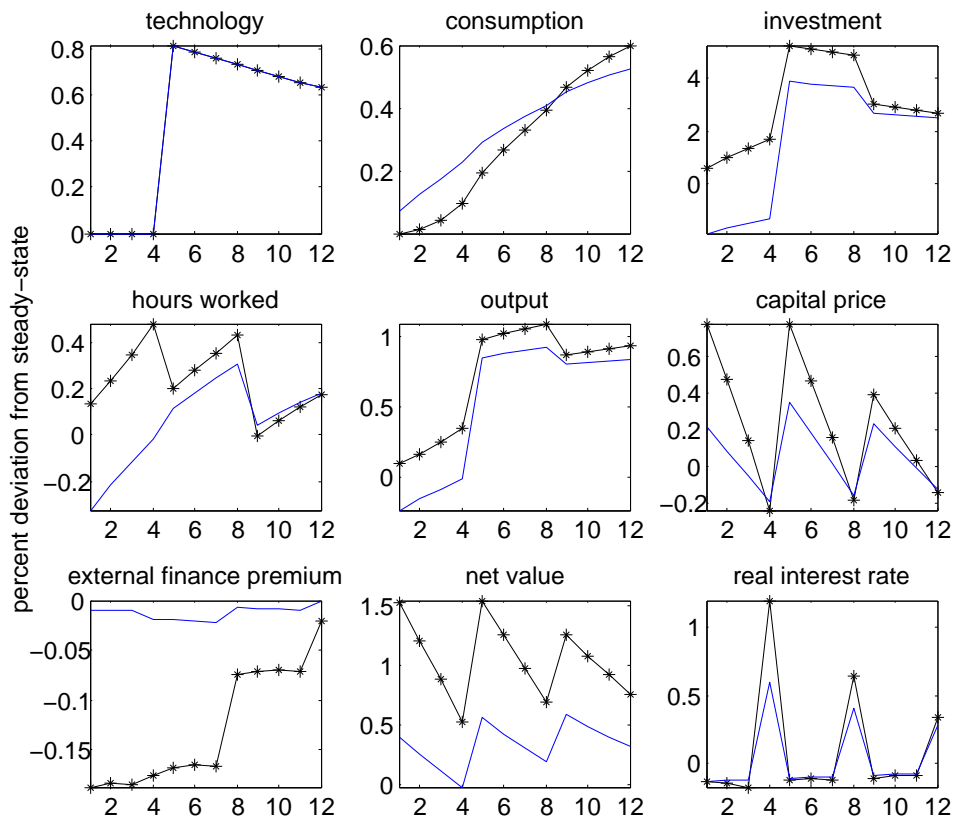 technology consumption investment
0.8 0.6
0.6 0.4 4
0.4 2
0.2 0.2 0
0
2 4 6 8 10 12 2 4 6 8 10 12 2 4 6 8 10 12
percent deviation from steady-state
hours worked output capital price
0.4 1 0.6
0.2 0.5 0.4
0 0.2
−0.2 0 0
−0.2
2 4 6 8 10 12 2 4 6 8 10 12 2 4 6 8 10 12
external finance premium net value real interest rate
0 1.5 1
−0.05 1
−0.1 0.5 0.5
−0.15 0 0
2 4 6 8 10 12 2 4 6 8 10 12 2 4 6 8 10 12